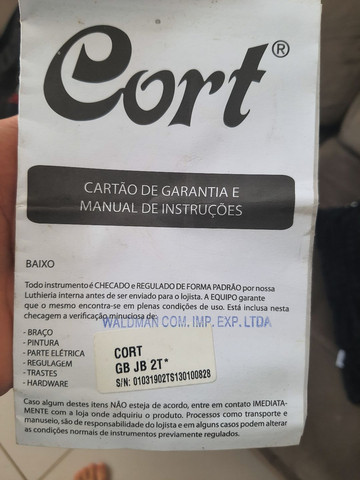 Cort®
CARTÃO DE GARANTIA E
MANUAL DE INSTRUÇÕES
BAIXO
Todo instrumento é CHECADO e REGULADO DE FORMA PADRÃO por nossa
Luthieria interna antes de ser enviado para o lojista. A EQUIPO garante
que o mesmo encontra-se em plenas condições de uso. Está inclusa nesta
checagem a verificação minuciosa de:
WALDMAN COM. IMP. EXP. LTDA
- BRAÇO
- PINTURA
- PARTE ELÉTRICA
- REGULAGEM
- TRASTES
- HARDWARE
CORT
GB JB 2T*
S/N: 01031902TS130100828
Caso algum destes itens NÃO esteja de acordo, entre em contato IMEDIATA-
MENTE com a loja onde adquiriu o produto. Processos como transporte e
manuseio, são de responsabilidade do lojista e em alguns casos podem alterar
as condições normais de instrumentos previamente regulados.